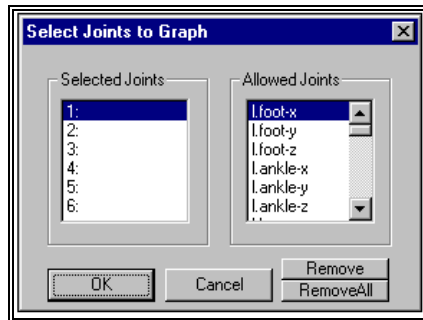 Select Joints to Graph
Selected Joints
1:
2:
3:
4:
5:
6:
Allowed Joints
l.foot-x
l.foot-y
l.foot-z
l.ankle-x
l.ankle-y
l.ankle-z
OK
Cancel
Remove
RemoveAll